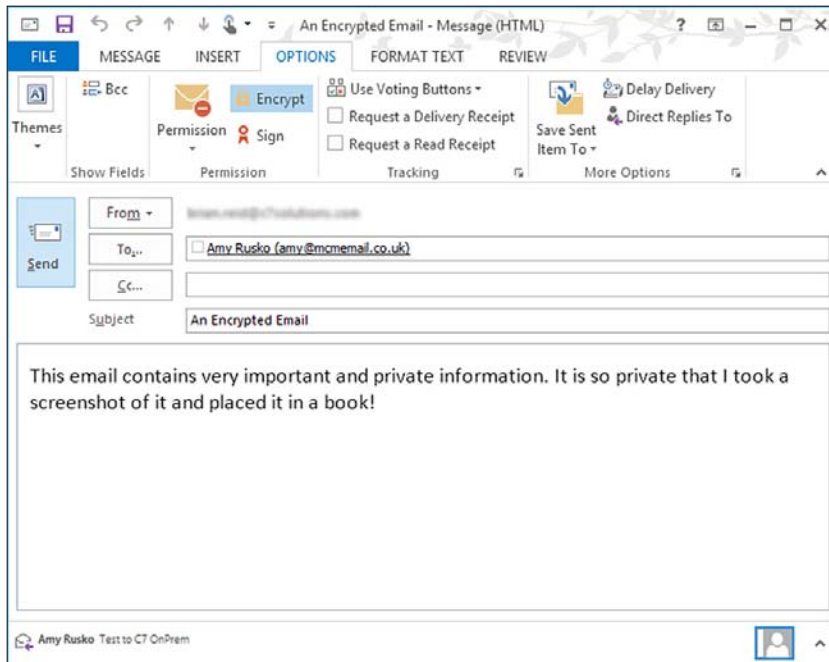 An Encrypted Email - Message (HTML)
FILE MESSAGE INSERT OPTIONS FORMAT TEXT REVIEW
Themes
Bcc
Show Fields
Permission
Encrypt
Sign
Permission
Use Voting Buttons
Request a Delivery Receipt
Request a Read Receipt
Tracking
Save Sent
Item To
Delay Delivery
Direct Replies To
More Options
Send
From
To...
Amy Rusko (amy@mcmemail.co.uk)
Cc...
Subject
An Encrypted Email
This email contains very important and private information. It is so private that I took a
screenshot of it and placed it in a book!
Amy Rusko Test to C7 OnPrem